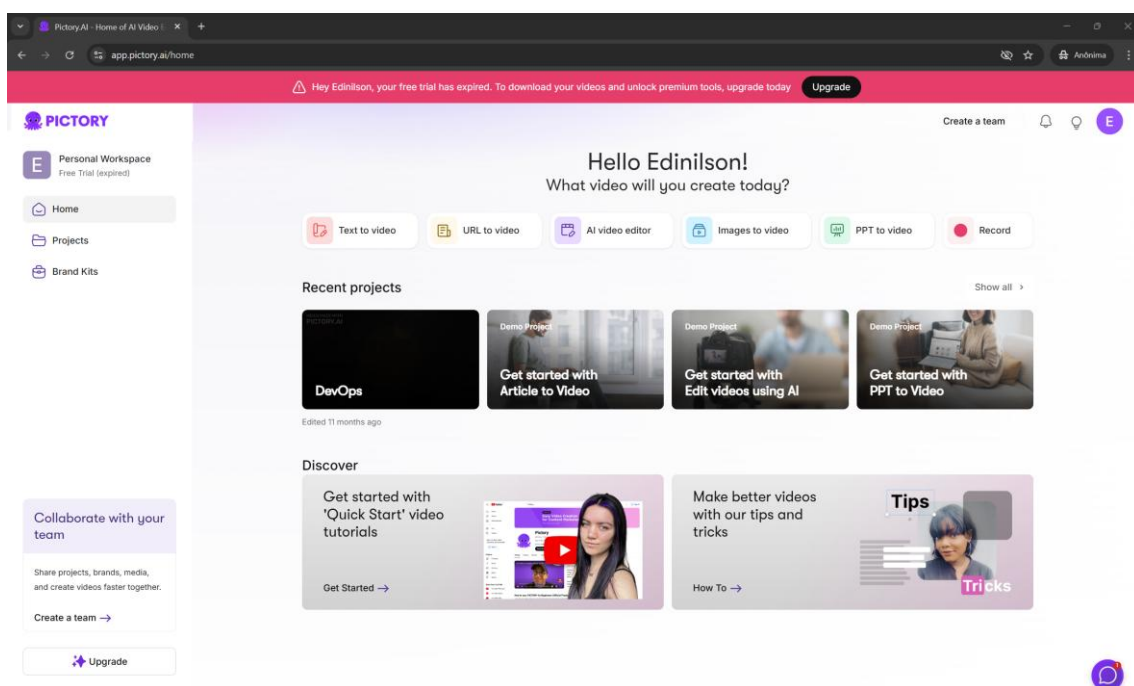 Pictory.AI - Home of AI Video
app.pictory.ai/home
Anônima
Hey Edinilson, your free trial has expired. To download your videos and unlock premium tools, upgrade today
Upgrade
PICTORY
Create a team
E
E
Personal Workspace
Free Trial (expired)
Home
Projects
Brand Kits
Hello Edinilson!
What video will you create today?
Text to video
URL to video
AI video editor
Images to video
PPT to video
Record
Recent projects
Show all
PICTORY.AI
DevOps
Edited 11 months ago
Demo Project
Get started with
Article to Video
Demo Project
Get started with
Edit videos using AI
Demo Project
Get started with
PPT to Video
Discover
Get started with
'Quick Start' video
tutorials
Get Started →
Make better videos
with our tips and
tricks
How To →
Tips
Tricks
Collaborate with your
team
Share projects, brands, media,
and create videos faster together.
Create a team →
Upgrade
1